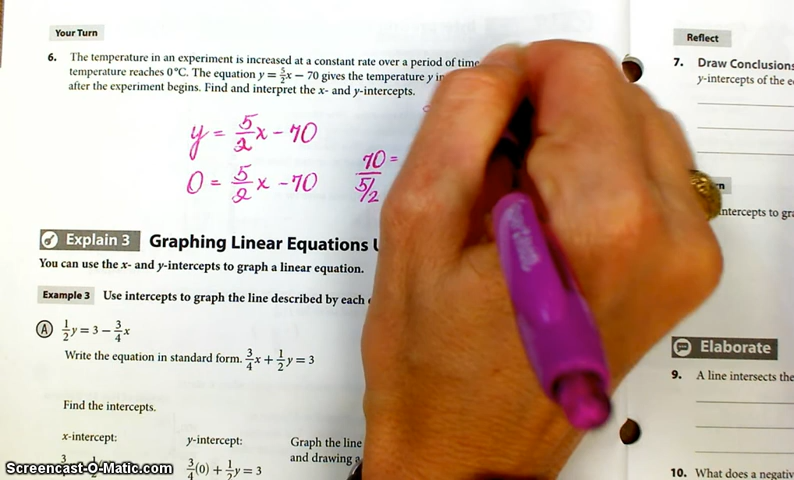 Your Turn
6. The temperature in an experiment is increased at a constant rate over a period of time
temperature reaches 0°C. The equation y = 5/2x − 70 gives the temperature y in
after the experiment begins. Find and interpret the x- and y-intercepts.
y = 5/2 x - 70
0 = 5/2 x - 70
70 =
5/2
Explain 3 Graphing Linear Equations
You can use the x- and y-intercepts to graph a linear equation.
Example 3 Use intercepts to graph the line described by each
A 1/2y = 3 − 3/4x
Write the equation in standard form. 3/4x + 1/2y = 3
Find the intercepts.
x-intercept: y-intercept: Graph the line
and drawing a
3/4(0) + 1/2y = 3
Reflect
7. Draw Conclusions
y-intercepts of the
intercepts to gr
Elaborate
9. A line intersects the
10. What does a negativ
Screencast-O-Matic.com